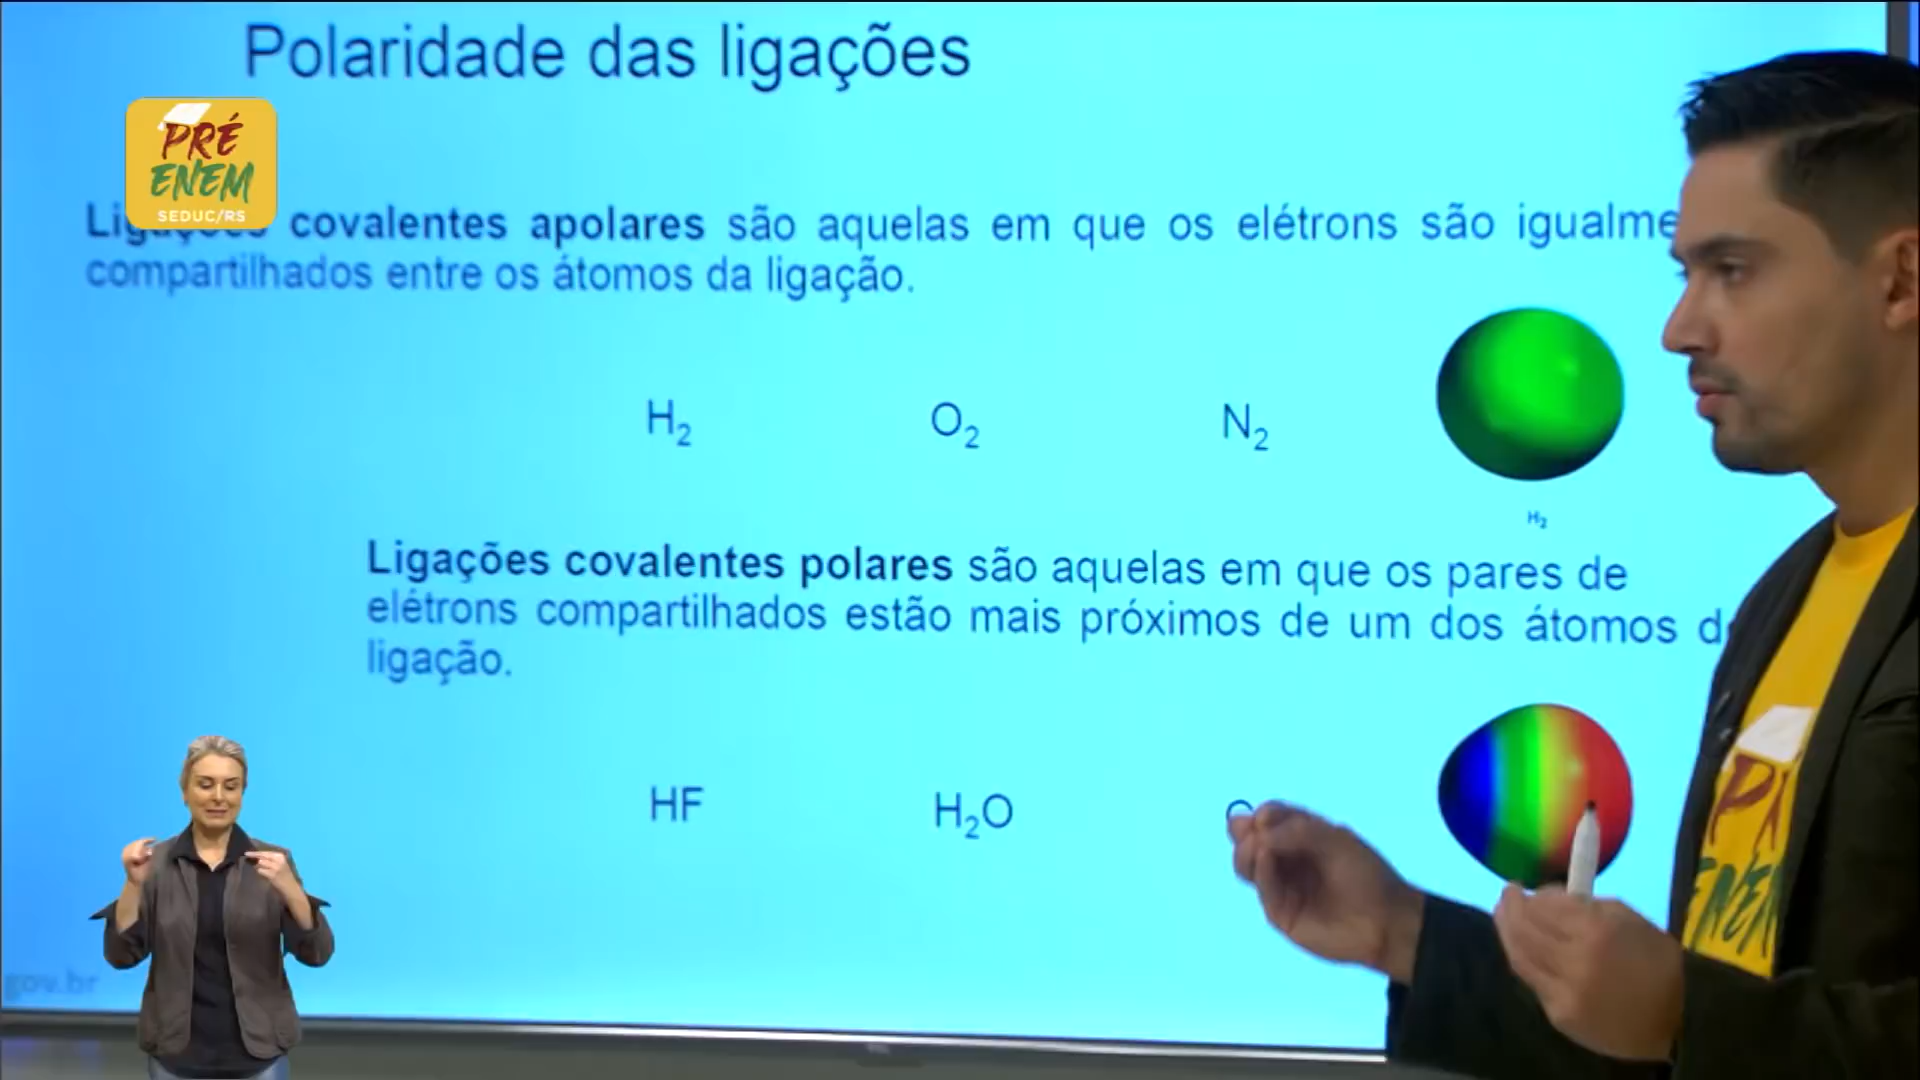 Polaridade das ligações
PRÉ
ENEM
SEDUC/RS
covalentes apolares são aquelas em que os elétrons são
compartilhados entre os átomos da ligação.
H₂
O₂
N₂
H₂
Ligações covalentes polares são aquelas em que os pares de
elétrons compartilhados estão mais próximos de um dos átomos
ligação.
HF
H₂O
gov.br
ENEM